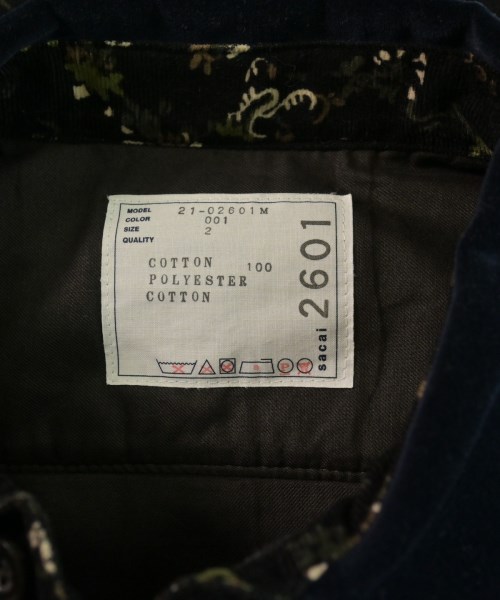 MODEL 21-02601M
COLOR 001
SIZE 2
QUALITY
COTTON 100
POLYESTER
COTTON
sacai 2601